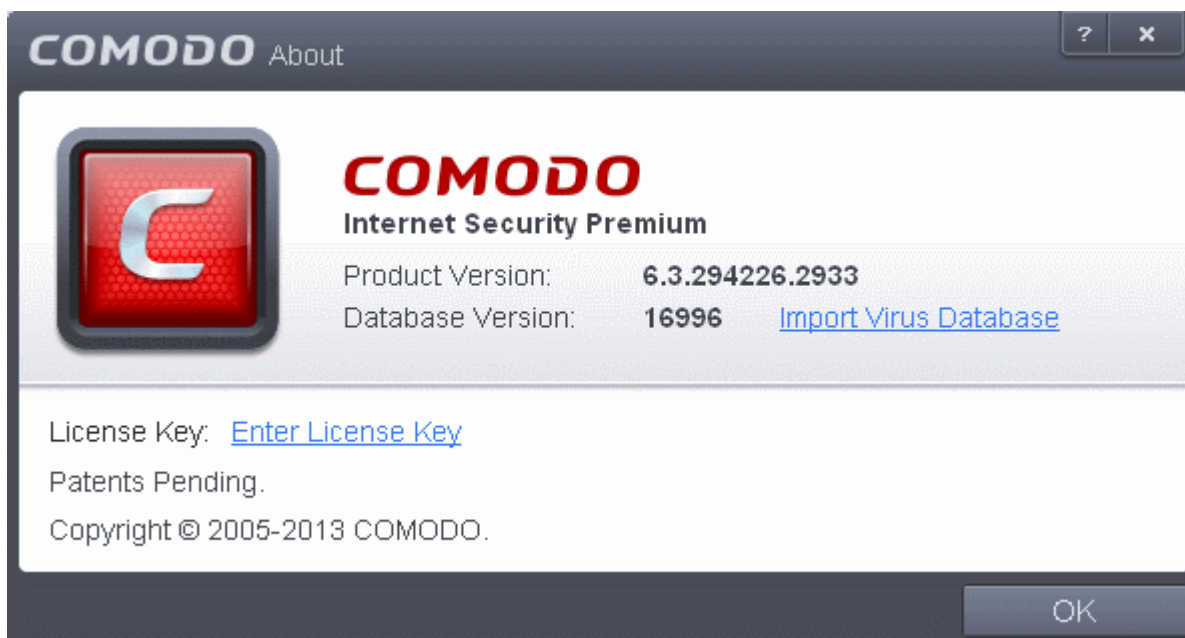 COMODO About
? ×
C
COMODO
Internet Security Premium
Product Version: 6.3.294226.2933
Database Version: 16996 Import Virus Database
License Key: Enter License Key
Patents Pending.
Copyright © 2005-2013 COMODO.
OK